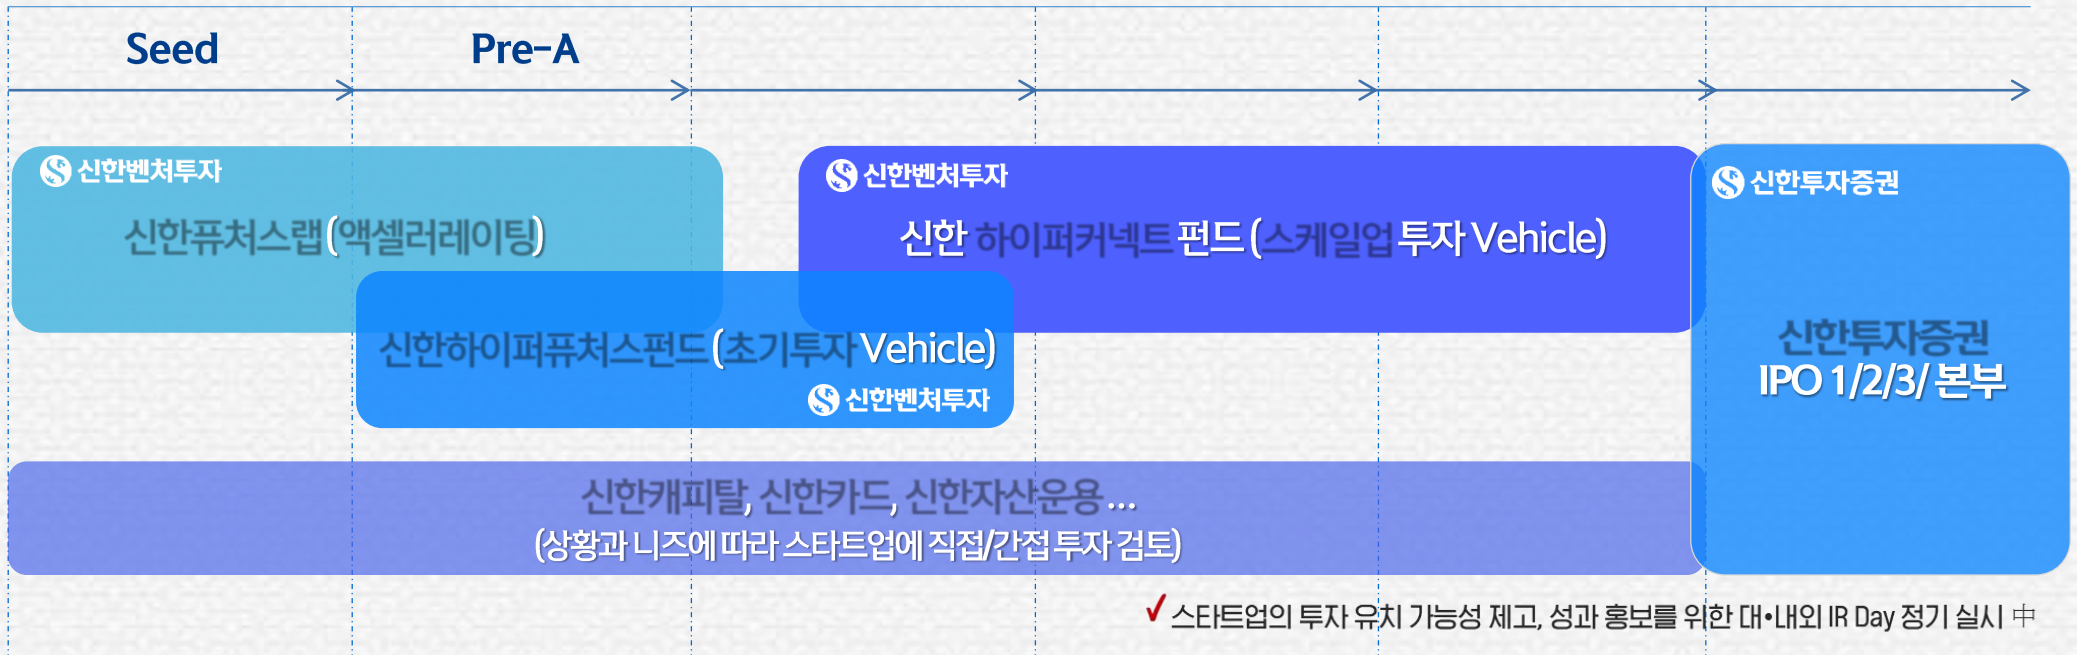 Seed
Pre-A
신한벤처투자
신한퓨처스랩(액셀러레이팅)
신한벤처투자
신한 하이퍼커넥트 펀드 (스케일업 투자 Vehicle)
신한투자증권
신한하이퍼퓨처스펀드 (초기투자 Vehicle)
신한벤처투자
신한투자증권
IPO 1/2/3/ 본부
신한캐피탈, 신한카드, 신한자산운용...
(상황과 니즈에 따라 스타트업에 직접/간접 투자 검토)
✓ 스타트업의 투자 유치 가능성 제고, 성과 홍보를 위한 대•내외 IR Day 정기 실시 中